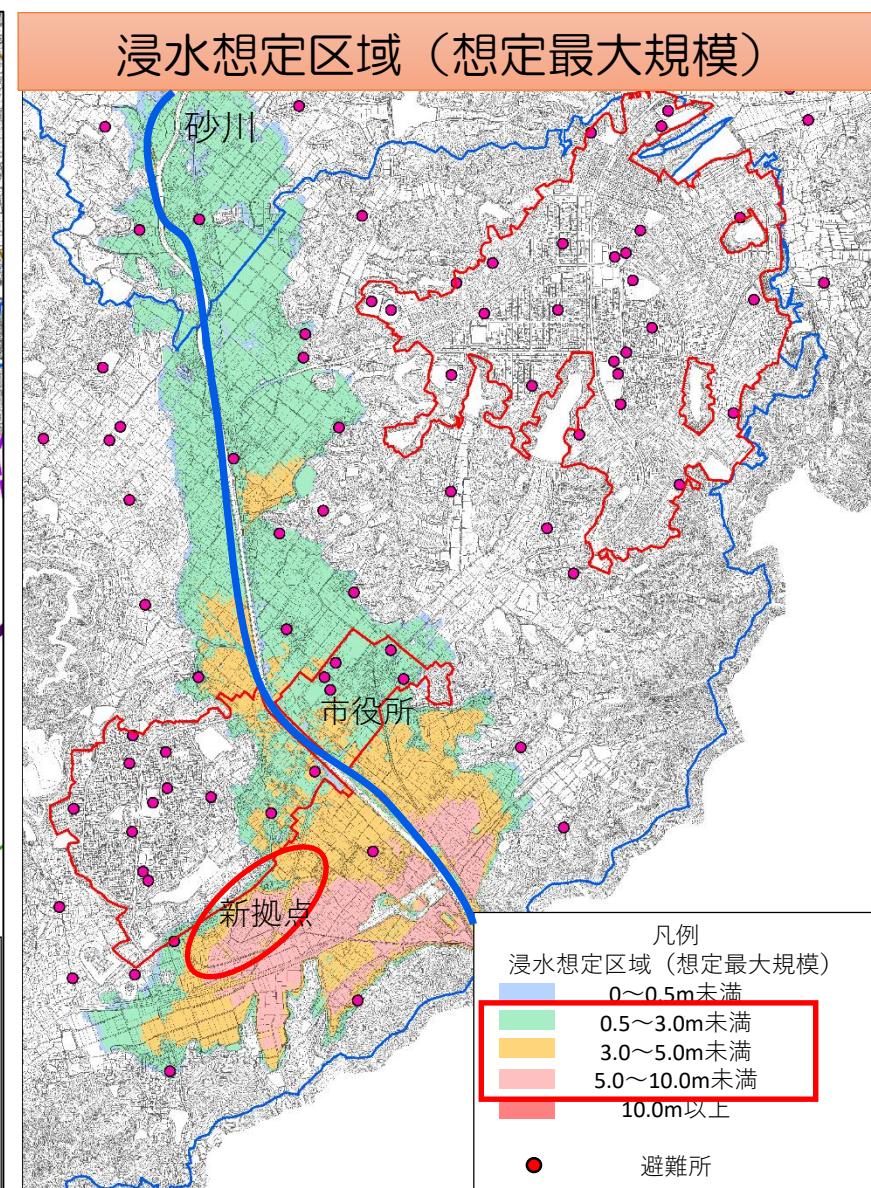 浸水想定区域（想定最大規模）
砂川
市役所
新拠点
凡例
浸水想定区域（想定最大規模）
0～0.5m未満
0.5～3.0m未満
3.0～5.0m未満
5.0～10.0m未満
10.0m以上
避難所